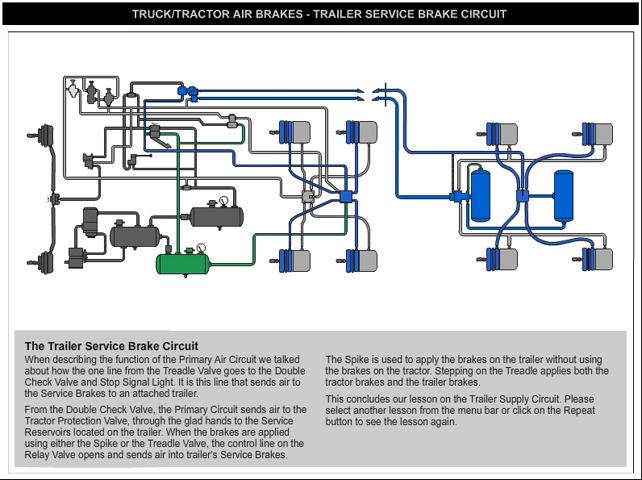 TRUCK/TRACTOR AIR BRAKES - TRAILER SERVICE BRAKE CIRCUIT
The Trailer Service Brake Circuit
When describing the function of the Primary Air Circuit we talked
about how the one line from the Treadle Valve goes to the Double
Check Valve and Stop Signal Light. It is this line that sends air to
the Service Brakes to an attached trailer.
From the Double Check Valve, the Primary Circuit sends air to the
Tractor Protection Valve, through the glad hands to the Service
Reservoirs located on the trailer. When the brakes are applied
using either the Spike or the Treadle Valve, the control line on the
Relay Valve opens and sends air into trailer's Service Brakes.
The Spike is used to apply the brakes on the trailer without using
the brakes on the tractor. Stepping on the Treadle applies both the
tractor brakes and the trailer brakes.
This concludes our lesson on the Trailer Supply Circuit. Please
select another lesson from the menu bar or click on the Repeat
button to see the lesson again.